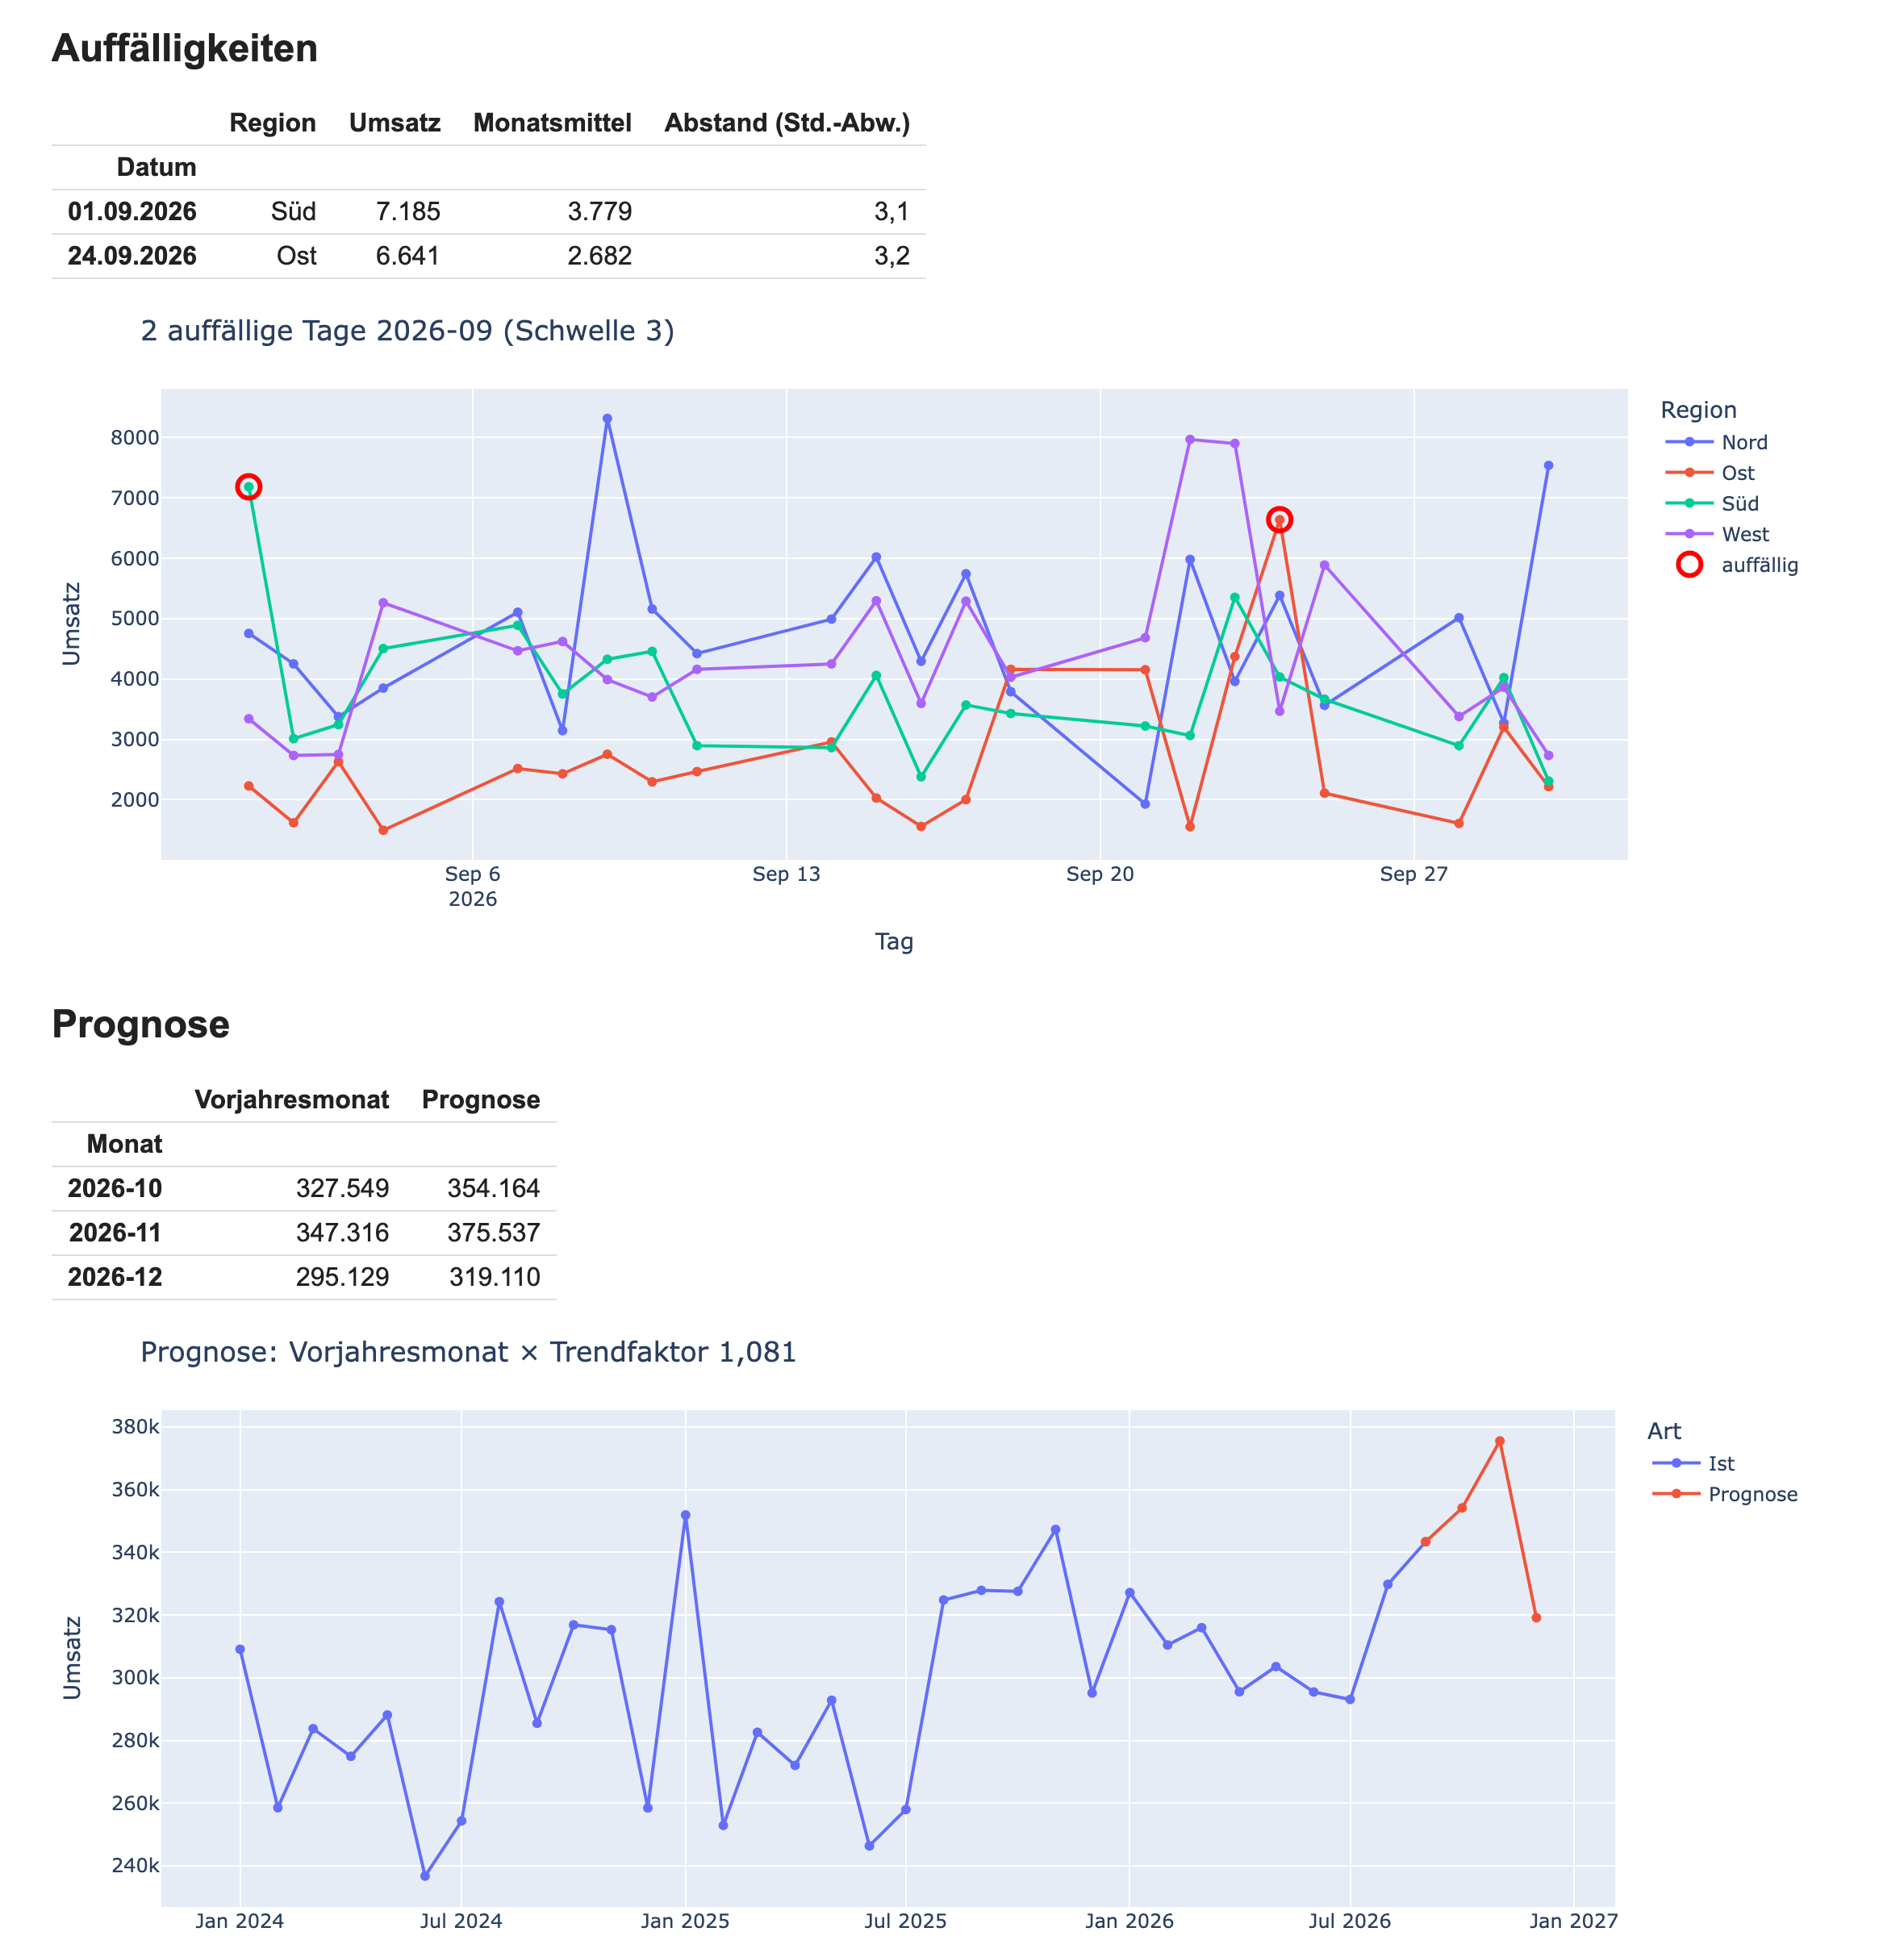 Auffälligkeiten
Region Umsatz Monatsmittel Abstand (Std.-Abw.)
Datum
01.09.2026 Süd 7.185 3.779 3,1
24.09.2026 Ost 6.641 2.682 3,2
2 auffällige Tage 2026-09 (Schwelle 3)
8000
7000
6000
5000
4000
3000
2000
Umsatz
Sep 6
2026
Sep 13
Sep 20
Sep 27
Tag
Region
Nord
Ost
Süd
West
auffällig
Prognose
Vorjahresmonat Prognose
Monat
2026-10 327.549 354.164
2026-11 347.316 375.537
2026-12 295.129 319.110
Prognose: Vorjahresmonat × Trendfaktor 1,081
380k
360k
340k
320k
300k
280k
260k
240k
Umsatz
Jan 2024
Jul 2024
Jan 2025
Jul 2025
Jan 2026
Jul 2026
Jan 2027
Art
Ist
Prognose